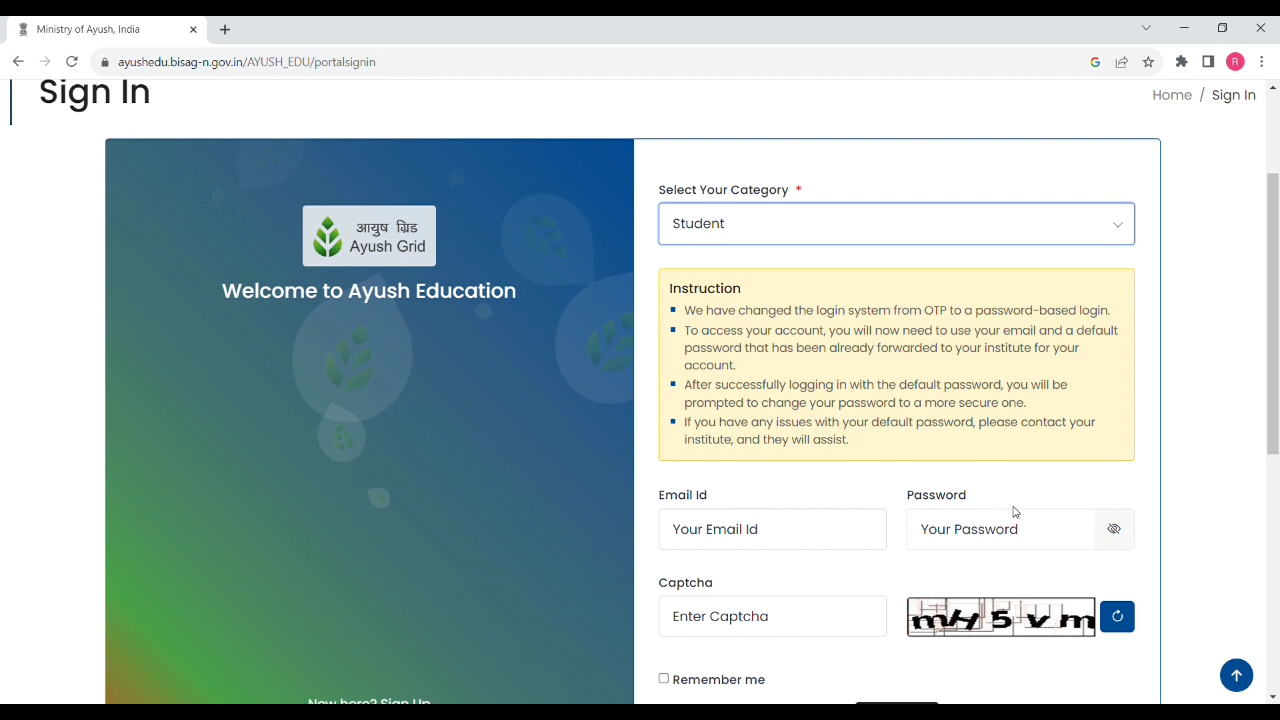 Ministry of Ayush, India
ayushedu.bisag-n.gov.in/AYUSH_EDU/portalsignin
R
Sign In
Home / Sign In
आयुष ग्रिड
Ayush Grid
Welcome to Ayush Education
Select Your Category *
Student
Instruction
We have changed the login system from OTP to a password-based login.
To access your account, you will now need to use your email and a default
password that has been already forwarded to your institute for your
account.
After successfully logging in with the default password, you will be
prompted to change your password to a more secure one.
If you have any issues with your default password, please contact your
institute, and they will assist.
Email Id
Password
Your Email Id
Your Password
Captcha
Enter Captcha
mH5vm
Remember me
New here? Sign Up